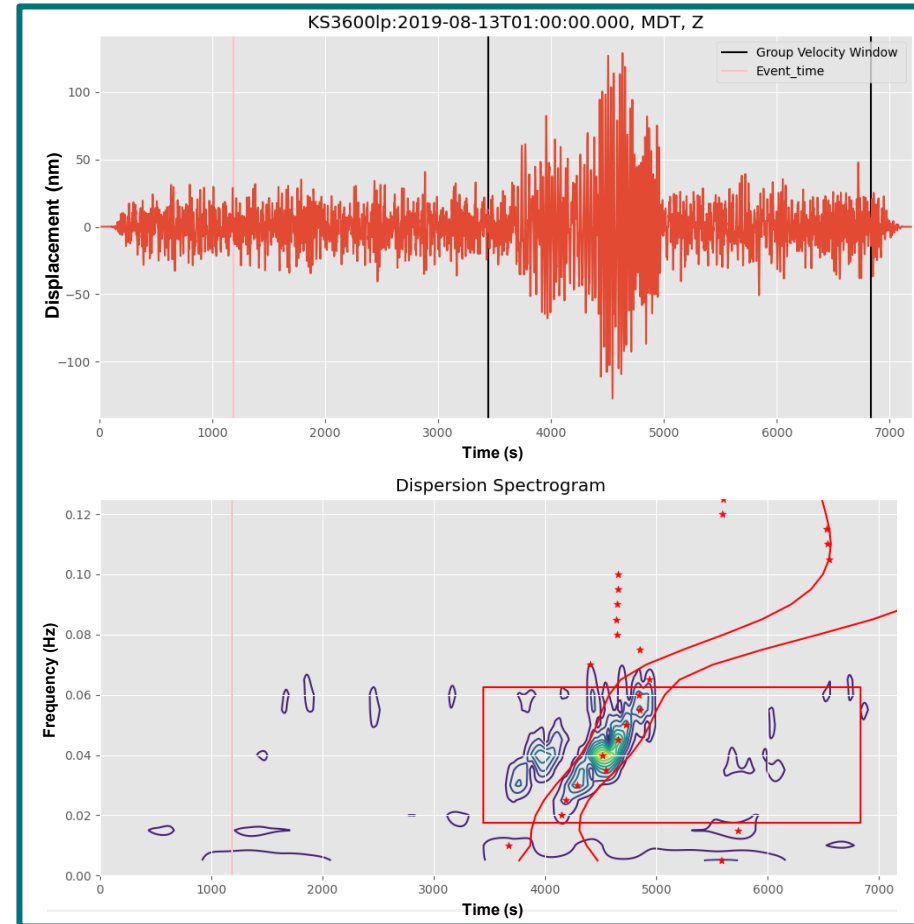 KS3600lp:2019-08-13T01:00:00.000, MDT, Z
Group Velocity Window
Event_time
Displacement (nm)
100
50
0
−50
−100
0 1000 2000 3000 4000 5000 6000 7000
Time (s)
Dispersion Spectrogram
Frequency (Hz)
0.12
0.10
0.08
0.06
0.04
0.02
0.00
0 1000 2000 3000 4000 5000 6000 7000
Time (s)